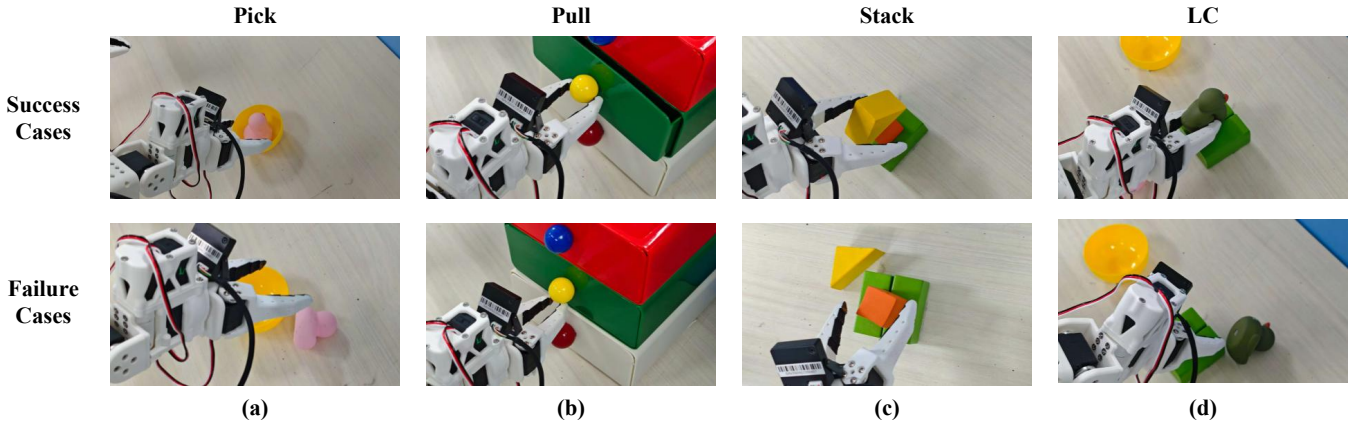 Pick Pull Stack LC
Success
Cases
Failure
Cases
(a) (b) (c) (d)